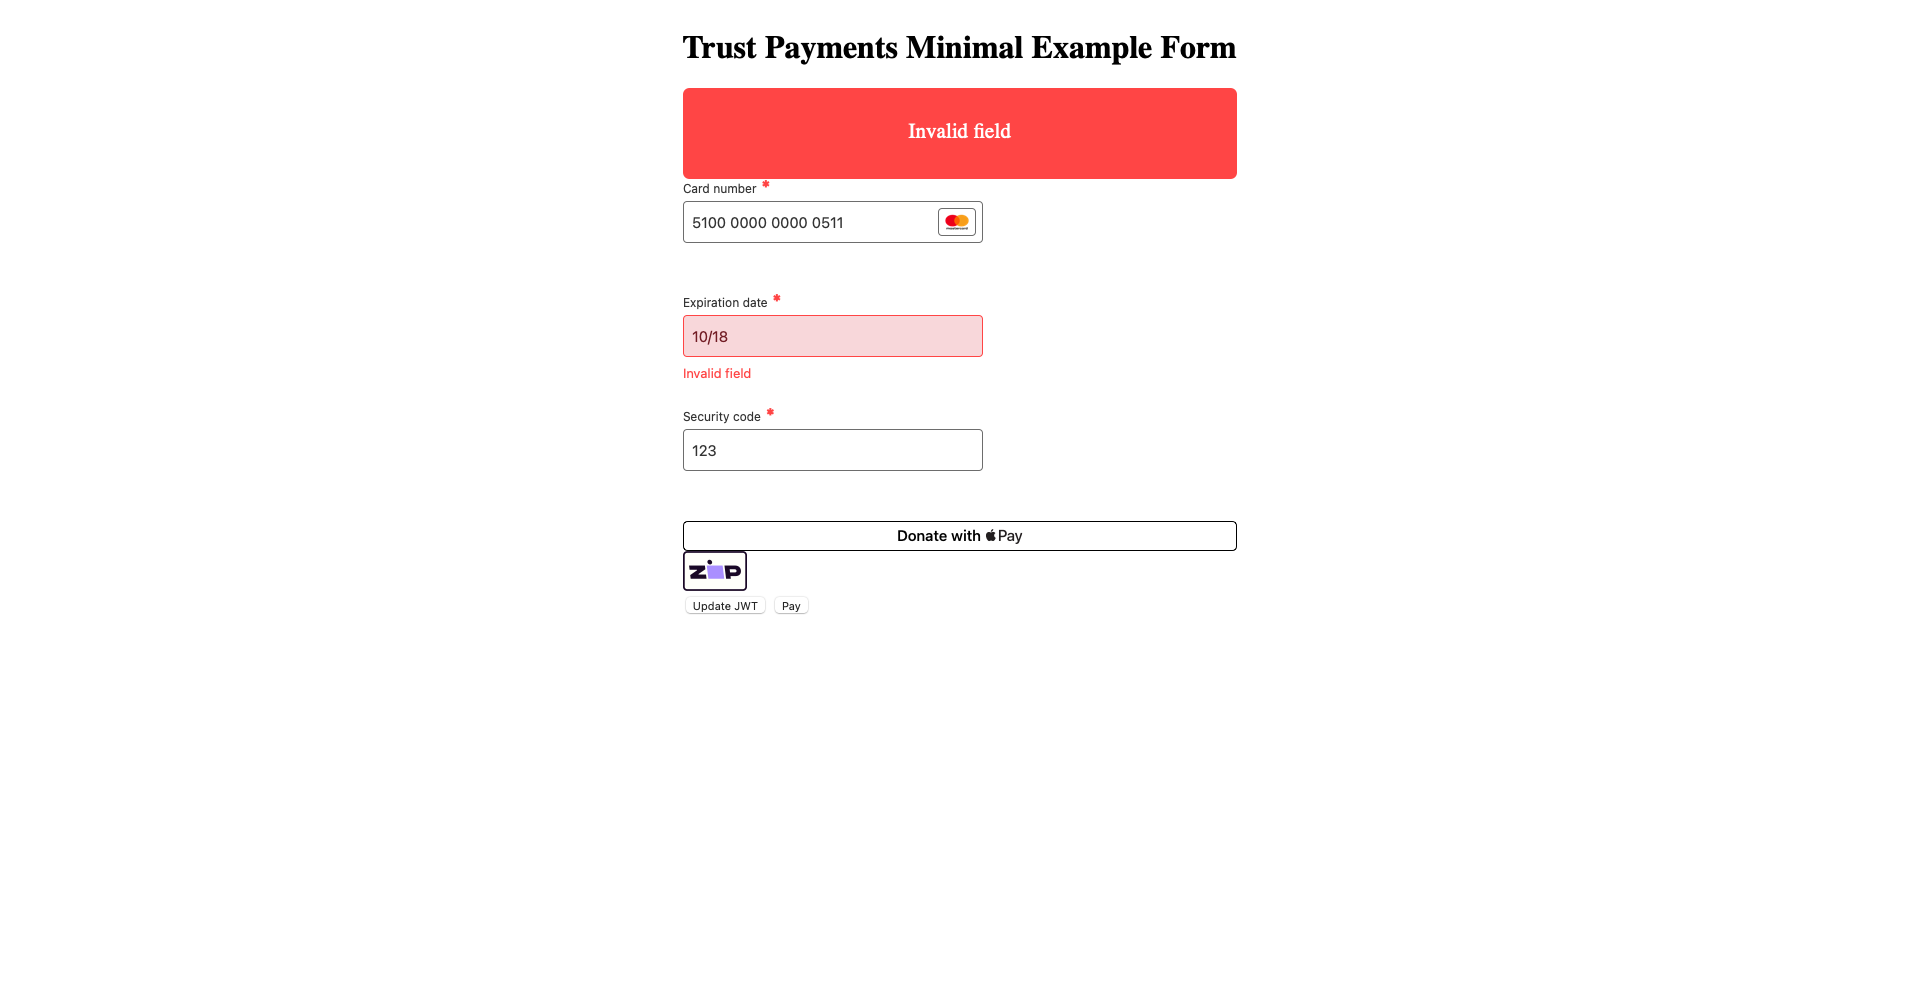 Trust Payments Minimal Example Form
Invalid field
Card number *
5100 0000 0000 0511
mastercard
Expiration date *
10/18
Invalid field
Security code *
123
Donate with Pay
zip
Update JWT Pay